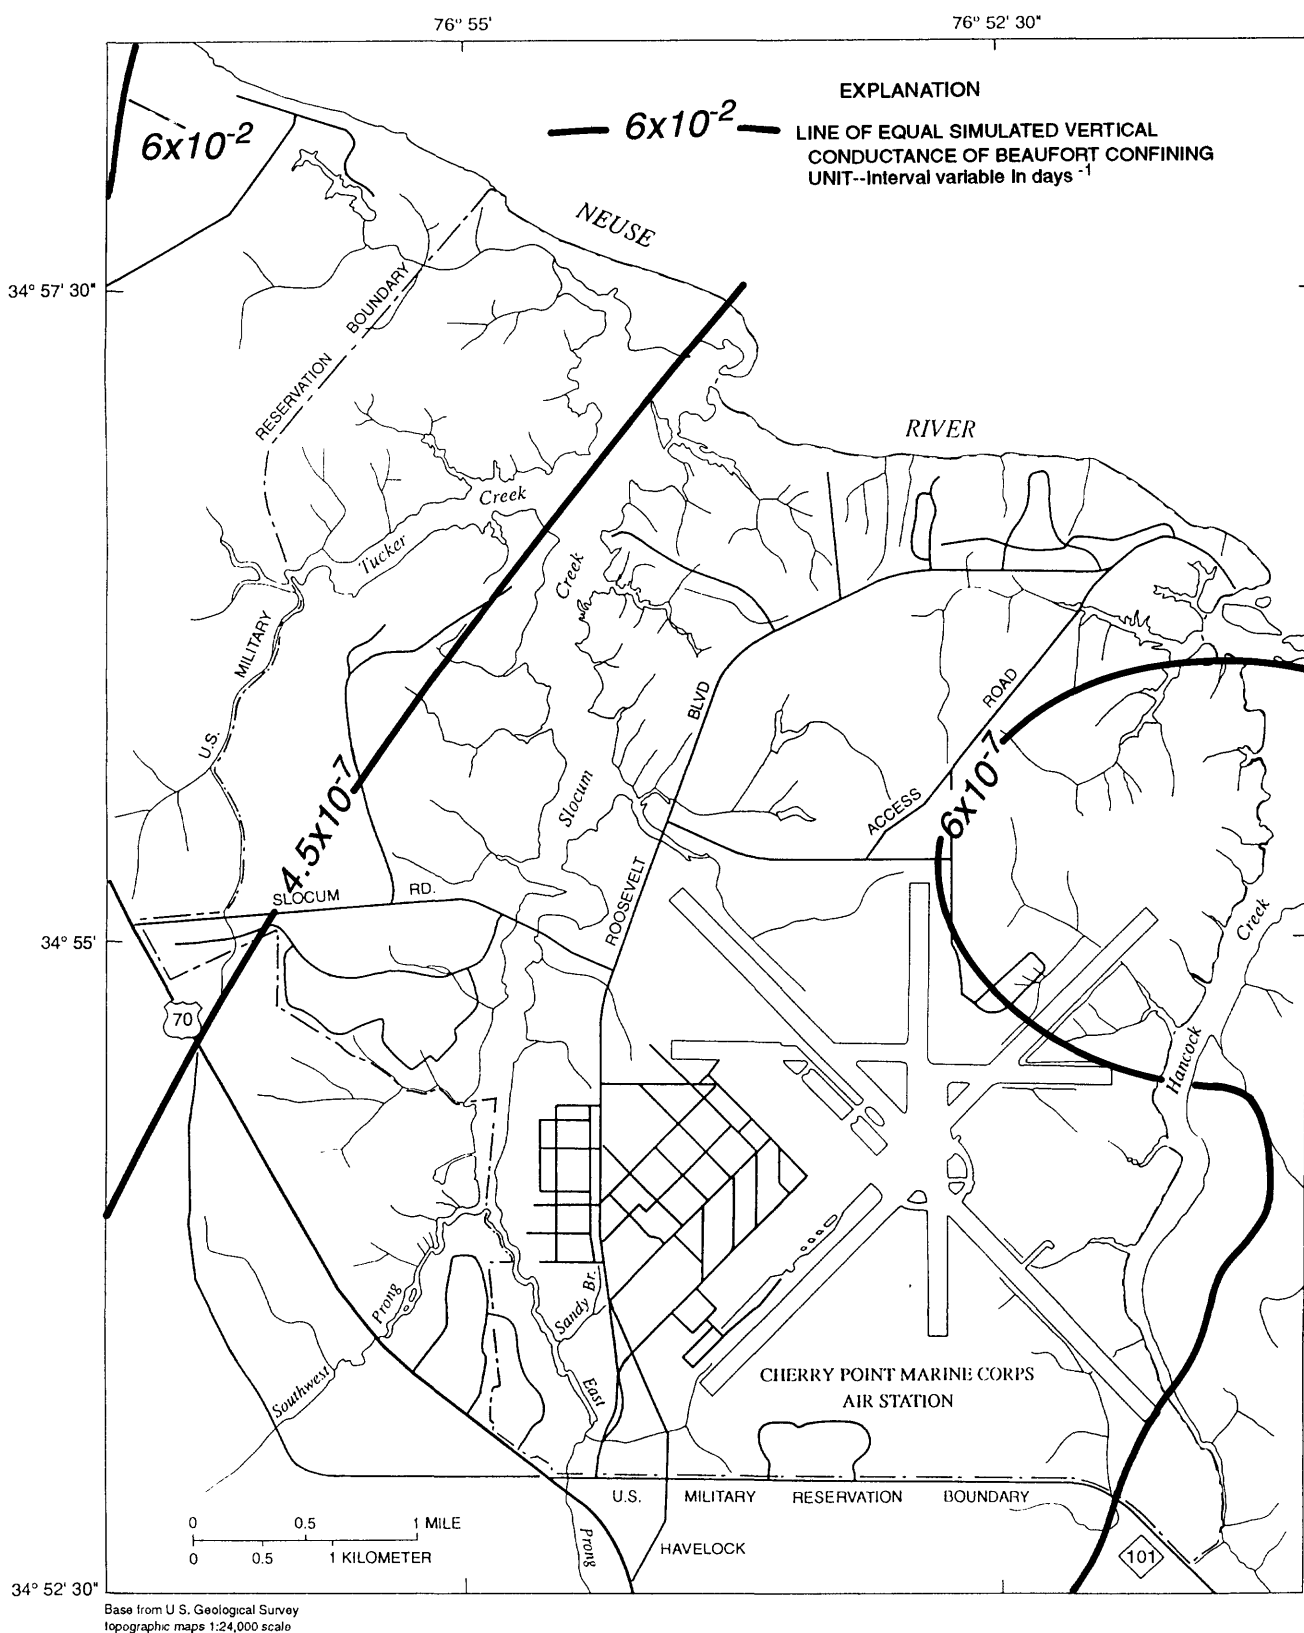 76° 55'
76° 52' 30"
EXPLANATION
6x10⁻²
6x10⁻²
LINE OF EQUAL SIMULATED VERTICAL
CONDUCTANCE OF BEAUFORT CONFINING
UNIT--Interval variable in days ⁻¹
NEUSE
34° 57' 30"
RESERVATION BOUNDARY
RIVER
Creek
Tucker
Creek
U.S. MILITARY
BLVD
ROAD
4.5x10⁻⁷
Slocum
6x10⁻⁷
ACCESS
SLOCUM RD.
ROOSEVELT
34° 55'
Creek
70
Hancock
Prong
Sandy Br.
Southwest
East
CHERRY POINT MARINE CORPS
AIR STATION
U.S. MILITARY RESERVATION BOUNDARY
0 0.5 1 MILE
0 0.5 1 KILOMETER
Prong
HAVELOCK
101
34° 52' 30"
Base from U S. Geological Survey
topographic maps 1:24,000 scale